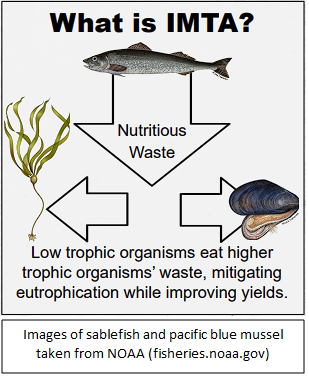 What is IMTA?
Nutritious
Waste
Low trophic organisms eat higher
trophic organisms' waste, mitigating
eutrophication while improving yields.
Images of sablefish and pacific blue mussel
taken from NOAA (fisheries.noaa.gov)